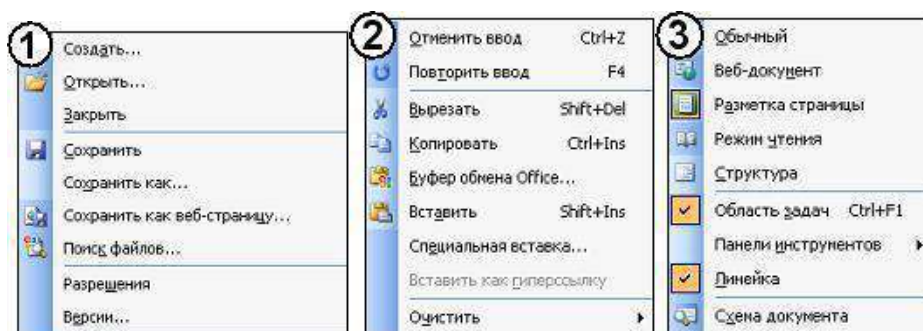 1
Создать...
Открыть...
Закрыть
Сохранить
Сохранить как...
Сохранить как веб-страницу...
Поиск файлов...
Разрешения
Версии...
2
Отменить ввод Ctrl+Z
Повторить ввод F4
Вырезать Shift+Del
Копировать Ctrl+Ins
Буфер обмена Office...
Вставить Shift+Ins
Специальная вставка...
Вставить как гиперссылку
Очистить
3
Обычный
Веб-документ
Разметка страницы
Режим чтения
Структура
Область задач Ctrl+F1
Панели инструментов
Линейка
Схема документа